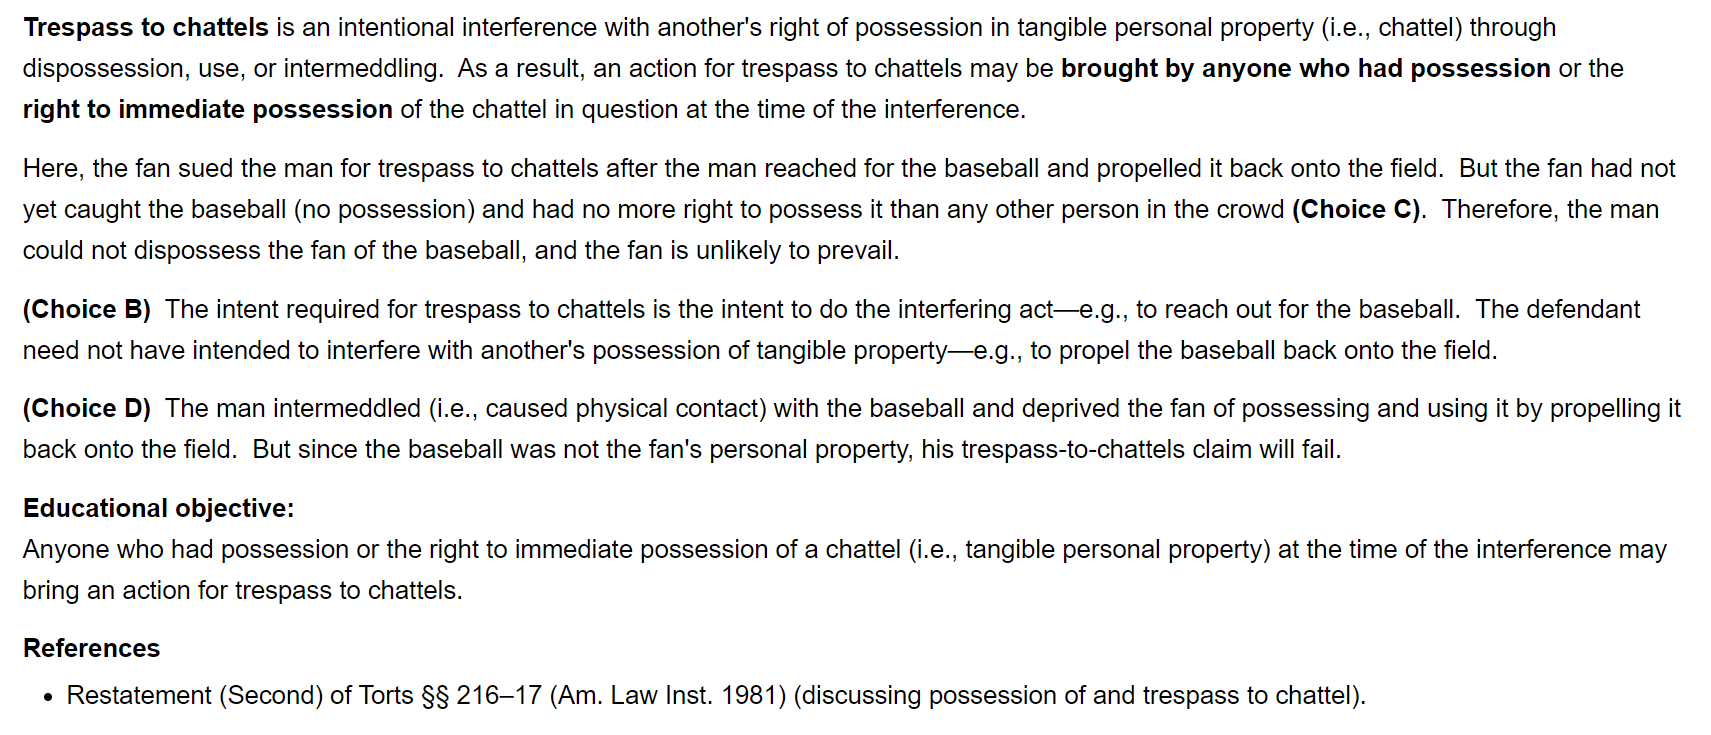 Trespass to chattels is an intentional interference with another's right of possession in tangible personal property (i.e., chattel) through
dispossession, use, or intermeddling.  As a result, an action for trespass to chattels may be brought by anyone who had possession or the
right to immediate possession of the chattel in question at the time of the interference.
Here, the fan sued the man for trespass to chattels after the man reached for the baseball and propelled it back onto the field.  But the fan had not
yet caught the baseball (no possession) and had no more right to possess it than any other person in the crowd (Choice C).  Therefore, the man
could not dispossess the fan of the baseball, and the fan is unlikely to prevail.
(Choice B)  The intent required for trespass to chattels is the intent to do the interfering act—e.g., to reach out for the baseball.  The defendant
need not have intended to interfere with another's possession of tangible property—e.g., to propel the baseball back onto the field.
(Choice D)  The man intermeddled (i.e., caused physical contact) with the baseball and deprived the fan of possessing and using it by propelling it
back onto the field.  But since the baseball was not the fan's personal property, his trespass-to-chattels claim will fail.
Educational objective:
Anyone who had possession or the right to immediate possession of a chattel (i.e., tangible personal property) at the time of the interference may
bring an action for trespass to chattels.
References
• Restatement (Second) of Torts §§ 216–17 (Am. Law Inst. 1981) (discussing possession of and trespass to chattel).